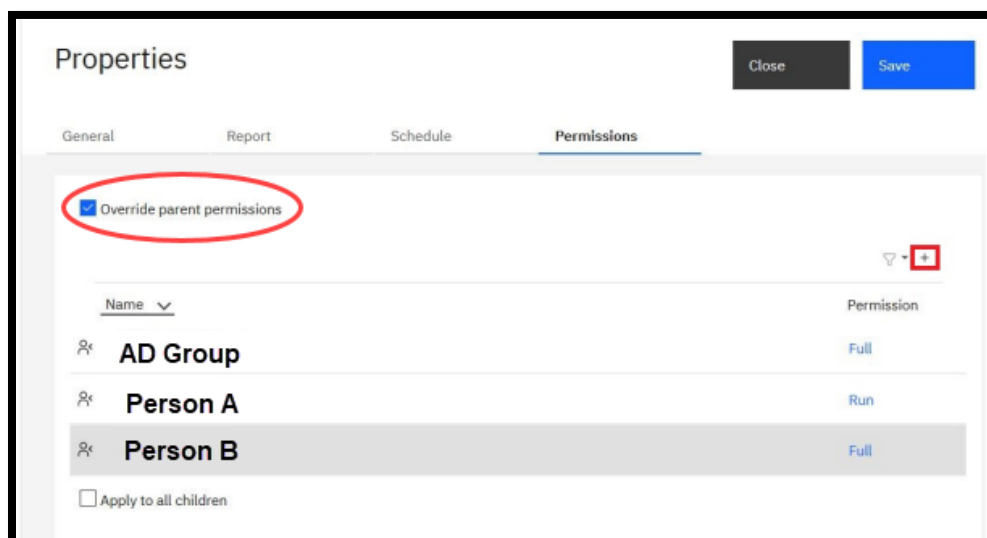 Properties
Close
Save
General Report Schedule Permissions
Override parent permissions
+
Name Permission
AD Group Full
Person A Run
Person B Full
Apply to all children